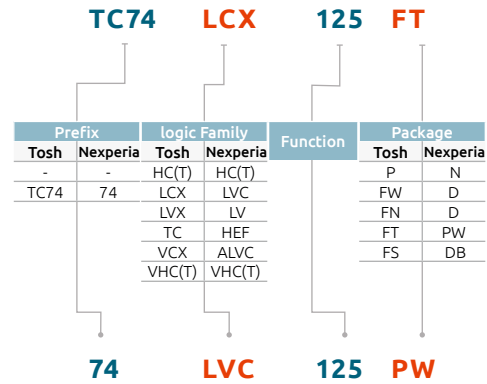 TC74 LCX 125 FT
Prefix logic Family Function Package
Tosh Nexperia Tosh Nexperia Tosh Nexperia
- - HC(T) HC(T) P N
TC74 74 LCX LVC FW D
LVX LV FN D
TC HEF FT PW
VCX ALVC FS DB
VHC(T) VHC(T)
74 LVC 125 PW